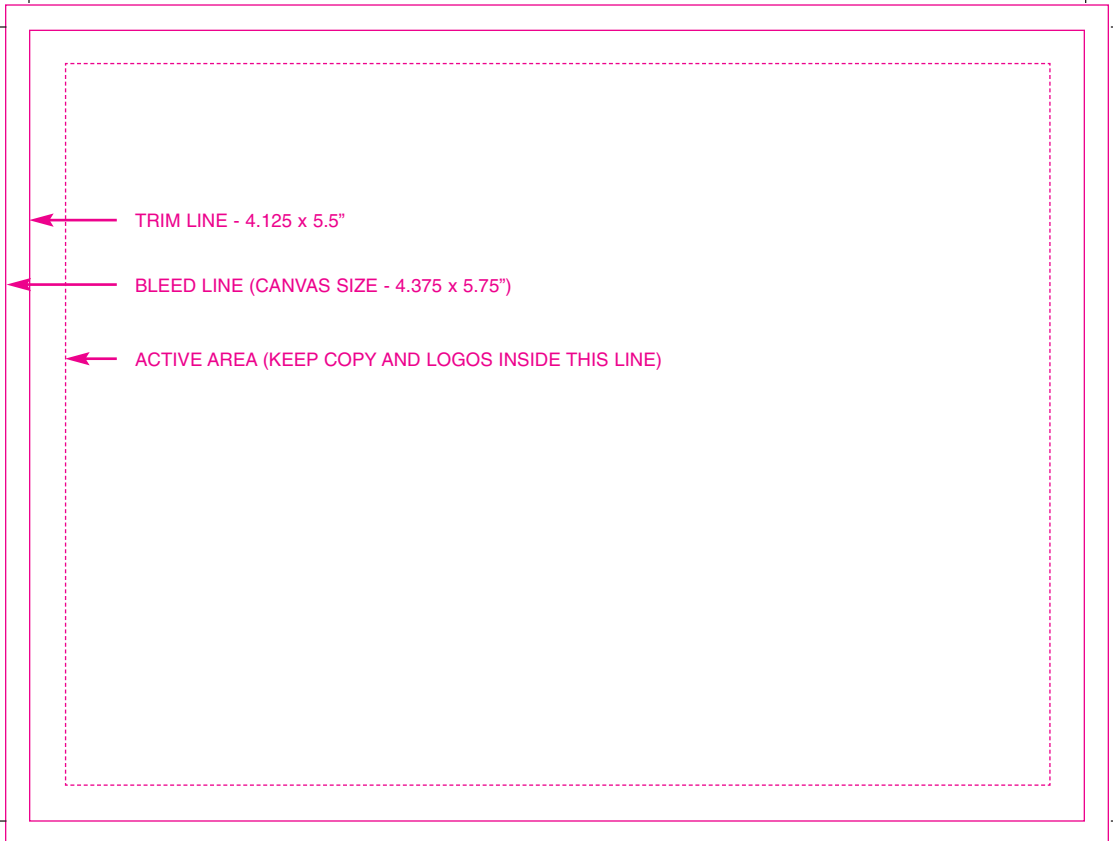 TRIM LINE - 4.125 x 5.5”
BLEED LINE (CANVAS SIZE - 4.375 x 5.75”)
ACTIVE AREA (KEEP COPY AND LOGOS INSIDE THIS LINE)